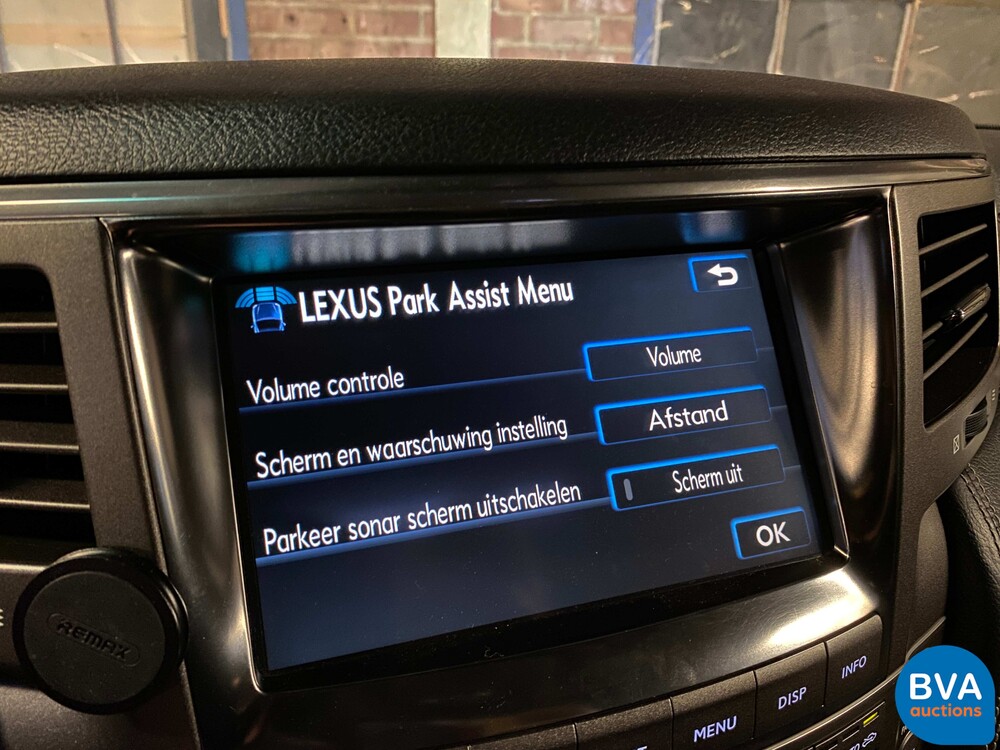 LEXUS Park Assist Menu
Volume controle
Volume
Scherm en waarschuwing instelling
Afstand
Parkeer sonar scherm uitschakelen
Scherm uit
OK
REMAX
MENU
DISP
INFO
BVA
auctions